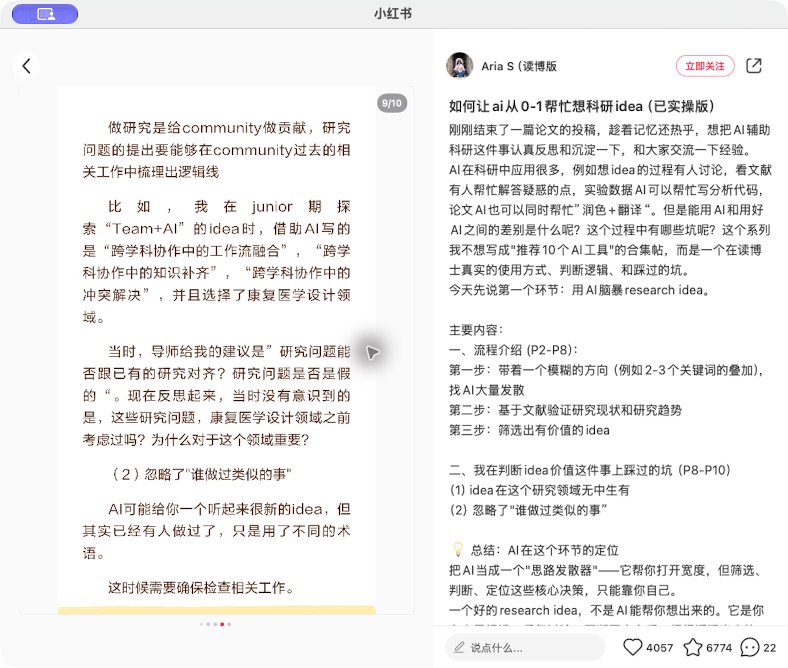 小红书
9/10
做研究是给community做贡献，研究
问题的提出要能够在community过去的相
关工作中梳理出逻辑线
比如，我在junior期探
索“Team+AI”的idea时，借助AI写的
是“跨学科协作中的工作流融合”，“跨学
科协作中的知识补齐”，“跨学科协作中的
冲突解决”，并且选择了康复医学设计领
域。
当时，导师给我的建议是”研究问题能
否跟已有的研究对齐？研究问题是否是假
的“。现在反思起来，当时没有意识到的
是，这些研究问题，康复医学设计领域之前
考虑过吗？为什么对于这个领域重要？
（2）忽略了"谁做过类似的事"
AI可能给你一个听起来很新的idea，但
其实已经有人做过了，只是用了不同的术
语。
这时候需要确保检查相关工作。
Aria S (读博版
立即关注
如何让ai从0-1帮忙想科研idea (已实操版)
刚刚结束了一篇论文的投稿，趁着记忆还热乎，想把AI辅助
科研这件事认真反思和沉淀一下，和大家交流一下经验。
AI在科研中应用很多，例如想idea的过程有人讨论，看文献
有人帮忙解答疑惑的点，实验数据AI可以帮忙写分析代码，
论文AI也可以同时帮忙”润色+翻译“。但是能用AI和用好
AI之间的差别是什么呢？这个过程中有哪些坑呢？这个系列
我不想写成"推荐10个AI工具"的合集帖，而是一个在读博
士真实的使用方式、判断逻辑、和踩过的坑。
今天先说第一个环节：用AI脑暴research idea。
主要内容：
一、流程介绍 (P2-P8)：
第一步：带着一个模糊的方向 (例如2-3个关键词的叠加)，
找AI大量发散
第二步：基于文献验证研究现状和研究趋势
第三步：筛选出有价值的idea
二、我在判断idea价值这件事上踩过的坑 (P8-P10)
(1) idea在这个研究领域无中生有
(2) 忽略了“谁做过类似的事”
💡 总结：AI在这个环节的定位
把AI当成一个"思路发散器"——它帮你打开宽度，但筛选、
判断、定位这些核心决策，只能靠你自己。
一个好的research idea，不是AI能帮你想出来的。它是你
说点什么...
4057
6774
22